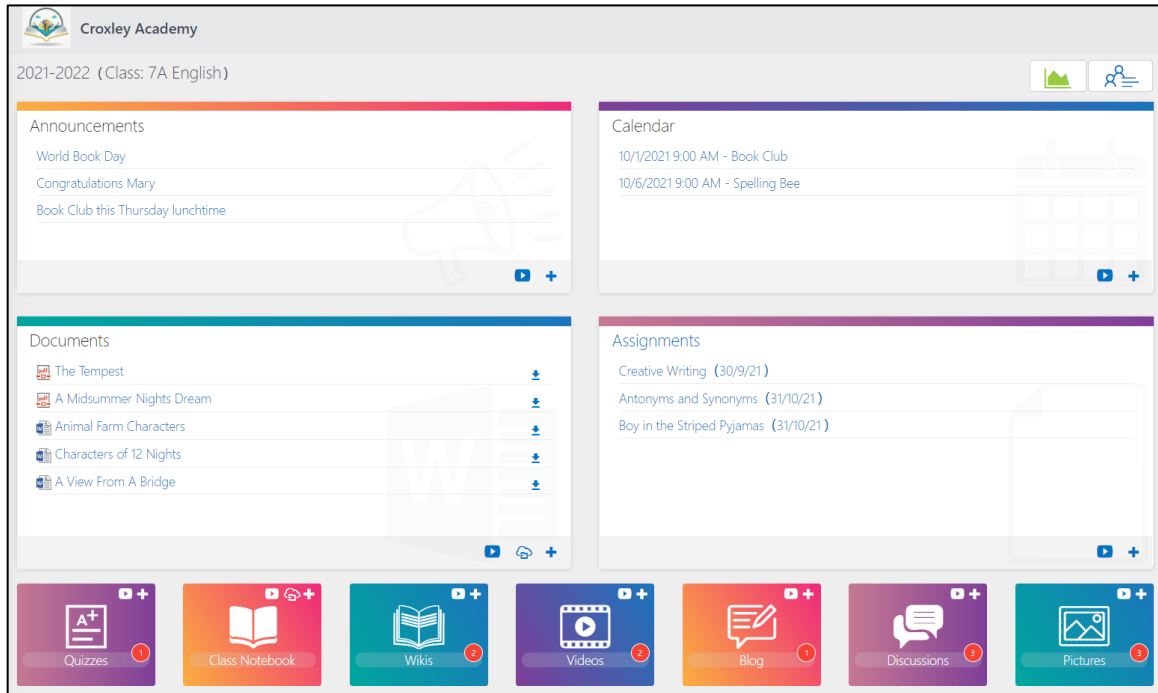 Croxley Academy
2021-2022 (Class: 7A English)
Announcements
World Book Day
Congratulations Mary
Book Club this Thursday lunchtime
Calendar
10/1/2021 9:00 AM - Book Club
10/6/2021 9:00 AM - Spelling Bee
Documents
pdf The Tempest
pdf A Midsummer Nights Dream
W Animal Farm Characters
W Characters of 12 Nights
W A View From A Bridge
W
Assignments
Creative Writing (30/9/21)
Antonyms and Synonyms (31/10/21)
Boy in the Striped Pyjamas (31/10/21)
A+
Quizzes 1
Class Notebook
Wikis 2
Videos 2
Blog 1
Discussions 3
Pictures 3